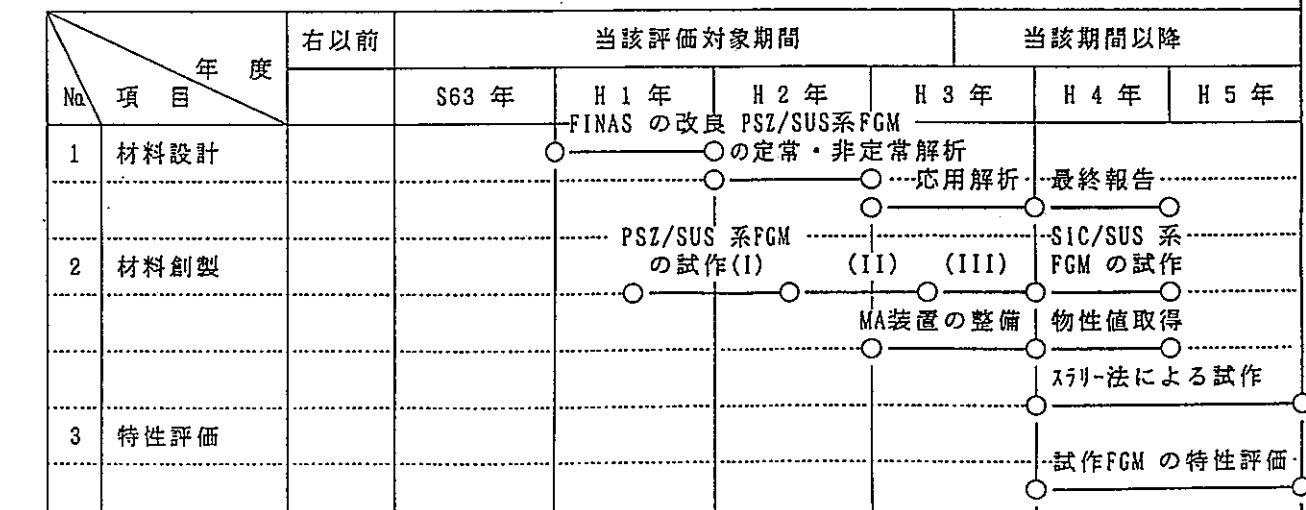 右以前 当該評価対象期間 当該期間以降
年 度
No. 項 目 S63 年 H 1 年 H 2 年 H 3 年 H 4 年 H 5 年
FINAS の改良 PSZ/SUS系FGM
1 材料設計 の定常・非定常解析
応用解析 最終報告
PSZ/SUS 系FGM SiC/SUS 系
2 材料創製 の試作(I) (II) (III) FGM の試作
MA装置の整備 物性値取得
スラリー法による試作
3 特性評価
試作FGM の特性評価